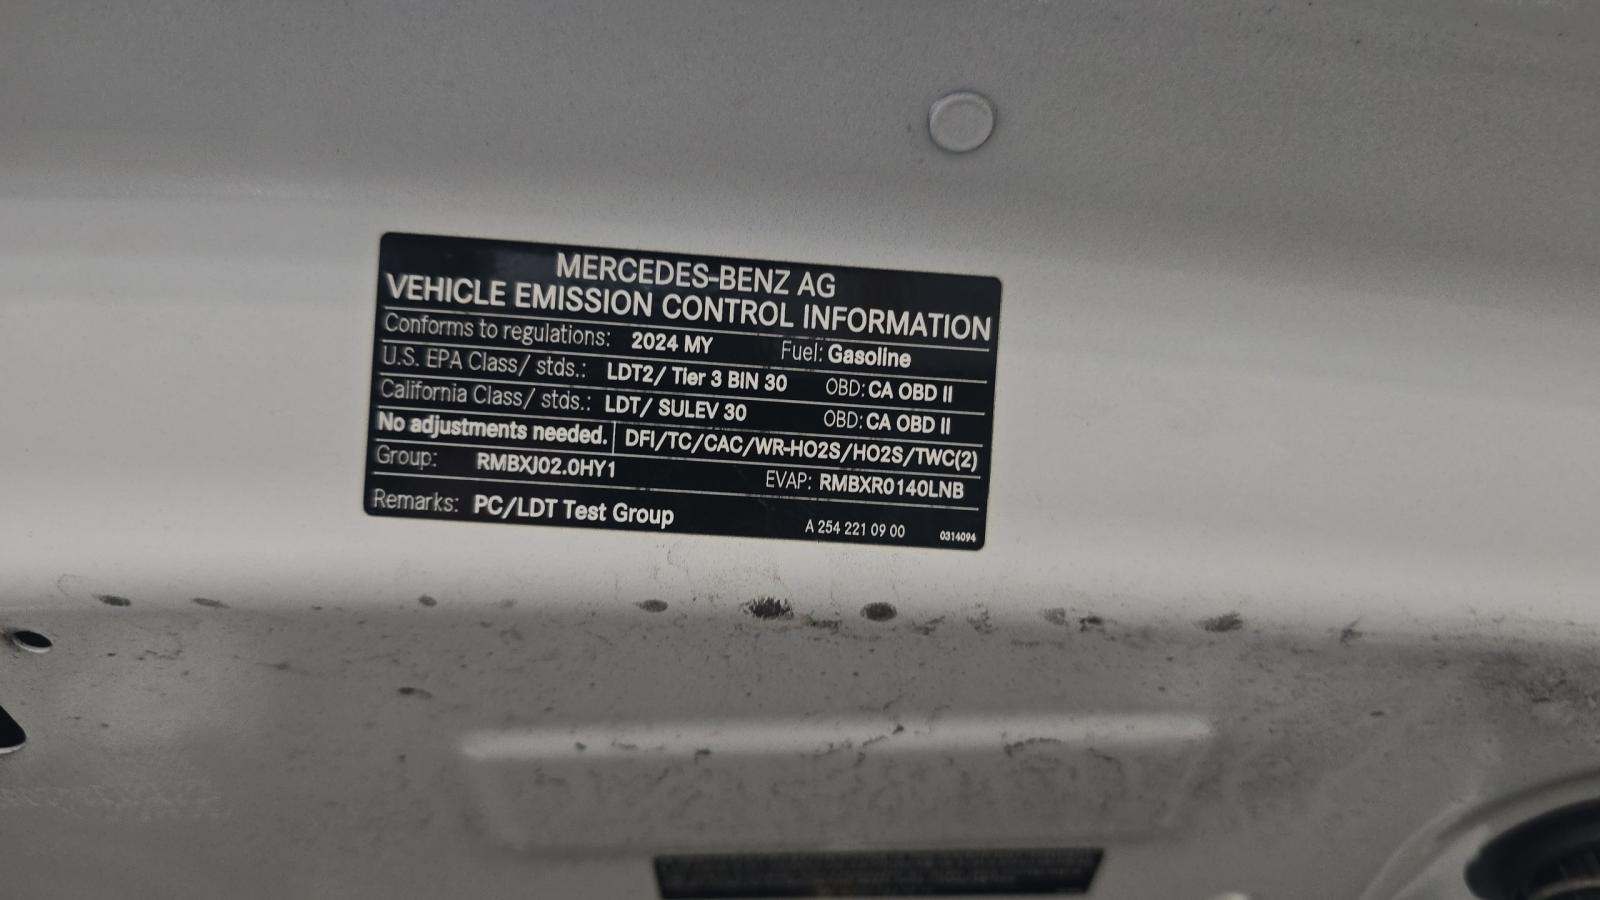 MERCEDES-BENZ AG
VEHICLE EMISSION CONTROL INFORMATION
Conforms to regulations: 2024 MY Fuel: Gasoline
U.S. EPA Class/ stds.: LDT2/ Tier 3 BIN 30 OBD: CA OBD II
California Class/ stds.: LDT/ SULEV 30 OBD: CA OBD II
No adjustments needed. DFI/TC/CAC/WR-HO2S/HO2S/TWC(2)
Group: RMBXJ02.0HY1 EVAP: RMBXR0140LNB
Remarks: PC/LDT Test Group A 254 221 09 00 0314094